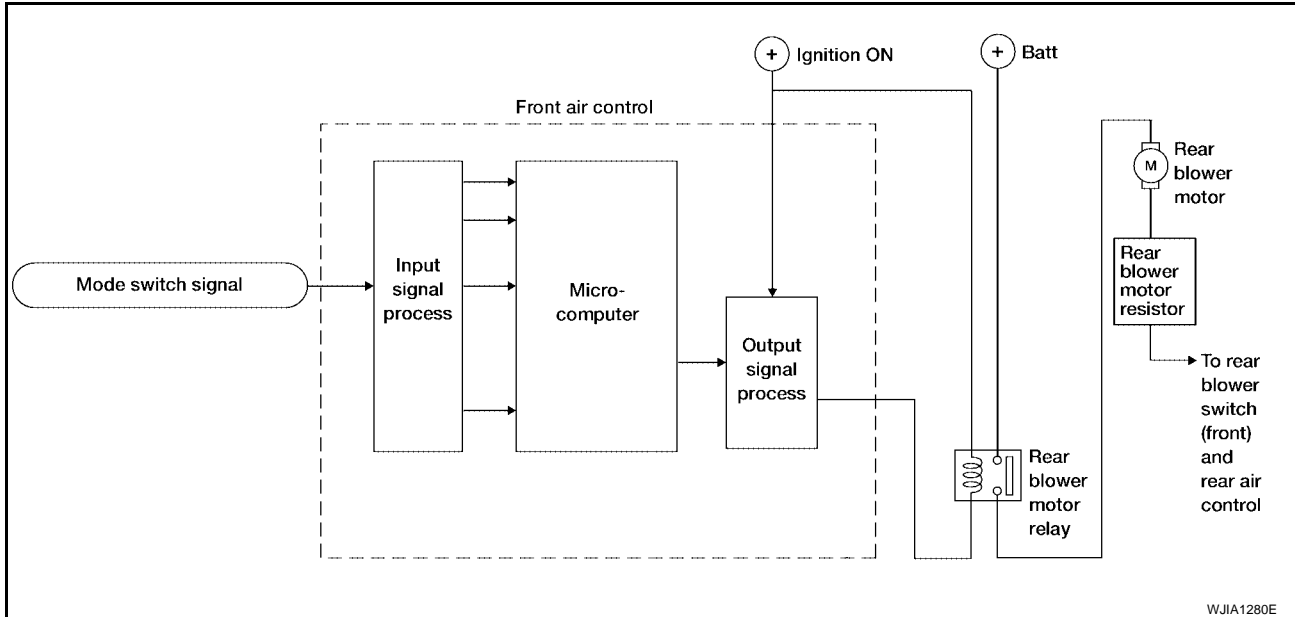 + Ignition ON
+ Batt
Front air control
Mode switch signal
Input
signal
process
Micro-
computer
Output
signal
process
M
Rear
blower
motor
Rear
blower
motor
resistor
To rear
blower
switch
(front)
and
rear air
control
Rear
blower
motor
relay
WJIA1280E